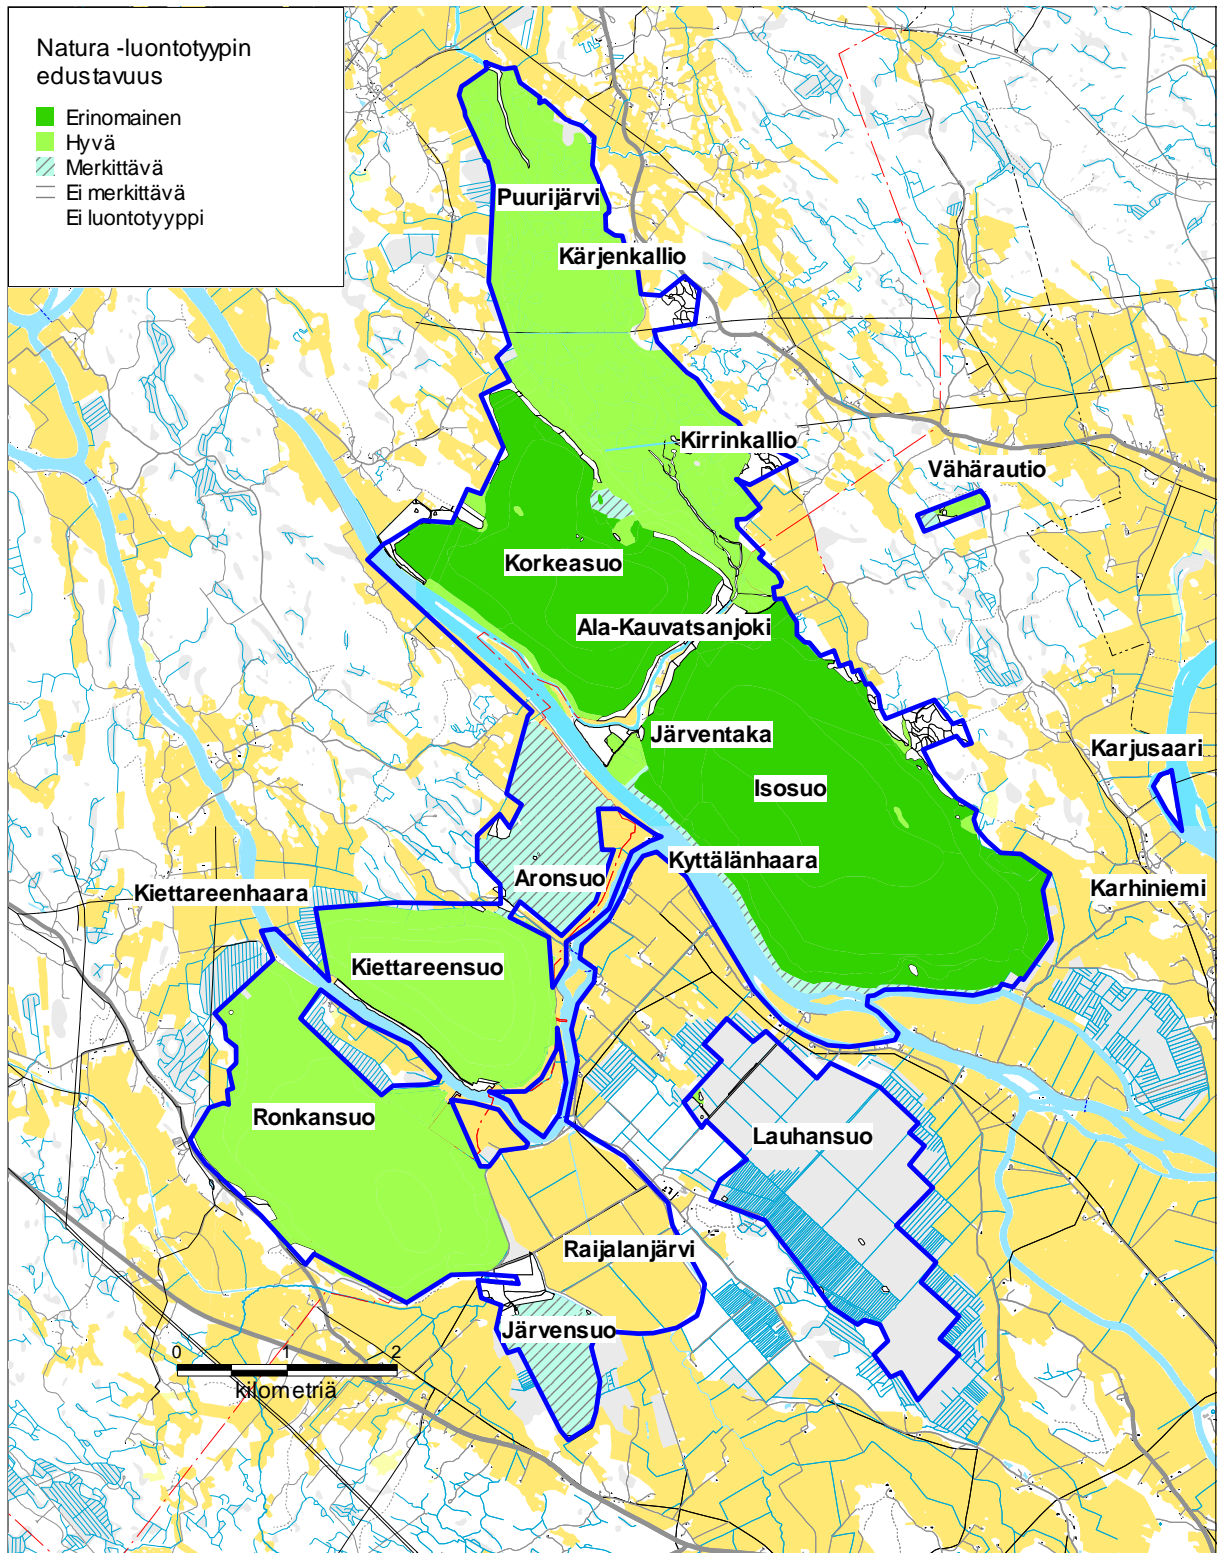 Natura -luontotyypin
edustavuus
Erinomainen
Hyvä
Merkittävä
Ei merkittävä
Ei luontotyyppi
Puurijärvi
Kärjenkallio
Kirrinkallio
Vähärautio
Korkeasuo
Ala-Kauvatsanjoki
Järventaka
Karjusaari
Isosuo
Kyttälänhaara
Aronsuo
Kiettareenhaara
Karhiniemi
Kiettareensuo
Ronkansuo
Lauhansuo
Raijalanjärvi
Järvensuo
0 1 2
kilometriä